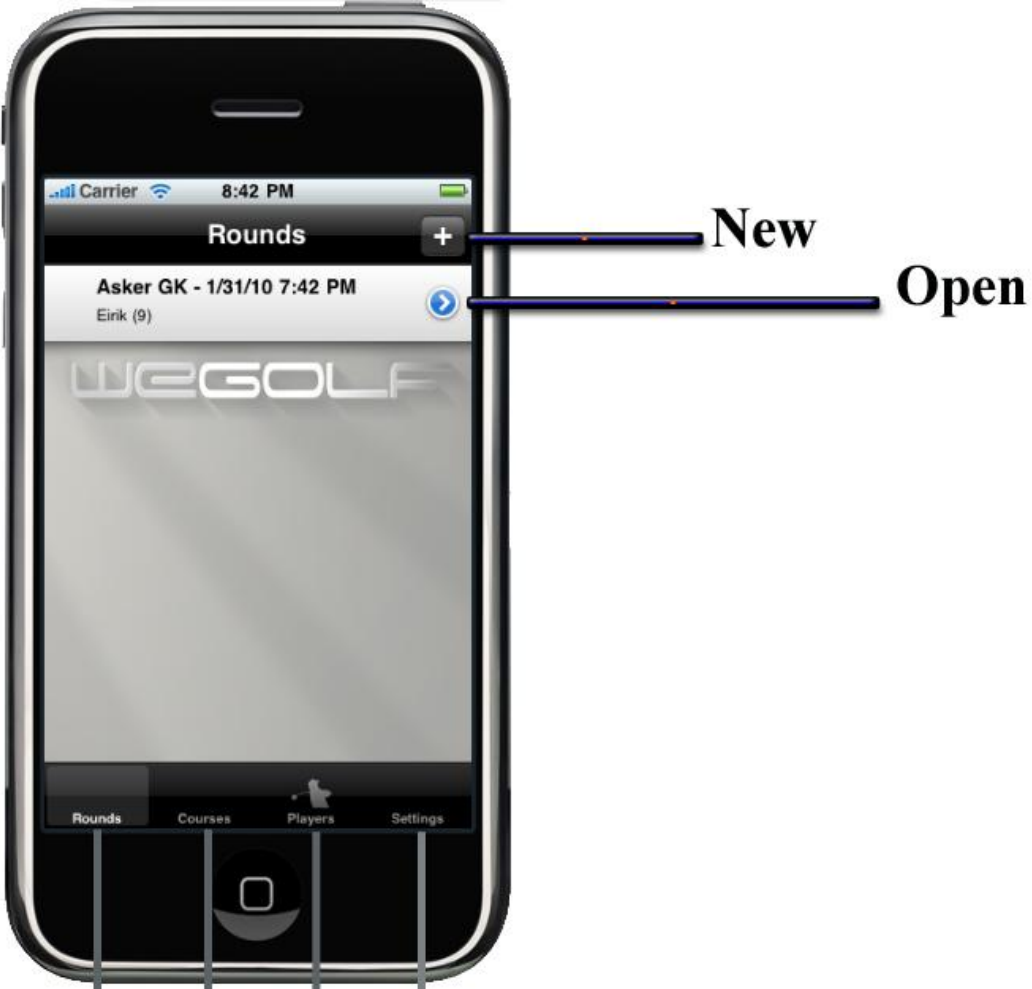 Carrier 8:42 PM
Rounds +
New
Asker GK - 1/31/10 7:42 PM
Eirik (9)
Open
WEGOLF
Rounds Courses Players Settings